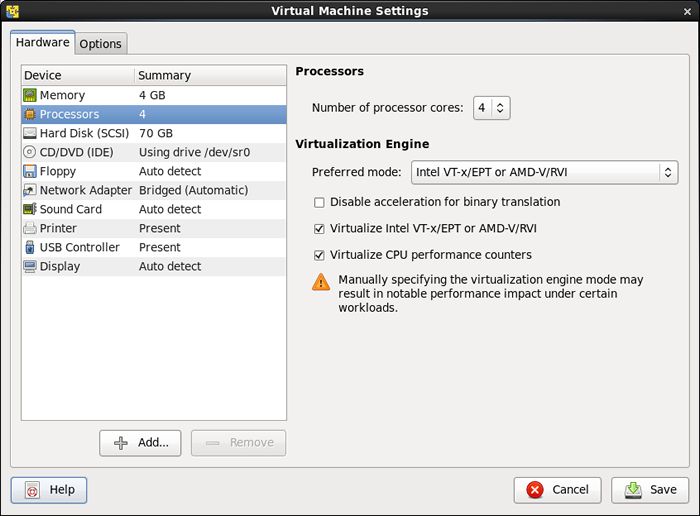 Virtual Machine Settings
Hardware Options
Device Summary
Memory 4 GB
Processors 4
Hard Disk (SCSI) 70 GB
CD/DVD (IDE) Using drive /dev/sr0
Floppy Auto detect
Network Adapter Bridged (Automatic)
Sound Card Auto detect
Printer Present
USB Controller Present
Display Auto detect
Add... Remove
Processors
Number of processor cores: 4
Virtualization Engine
Preferred mode: Intel VT-x/EPT or AMD-V/RVI
Disable acceleration for binary translation
Virtualize Intel VT-x/EPT or AMD-V/RVI
Virtualize CPU performance counters
Manually specifying the virtualization engine mode may
result in notable performance impact under certain
workloads.
Help Cancel Save